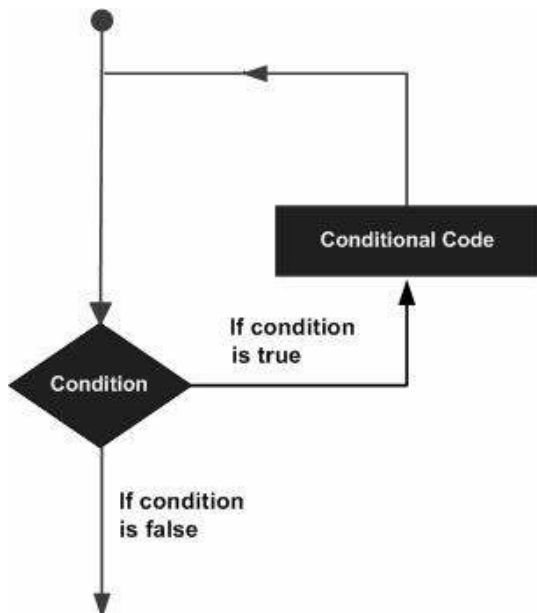 Conditional Code
If condition
is true
Condition
If condition
is false